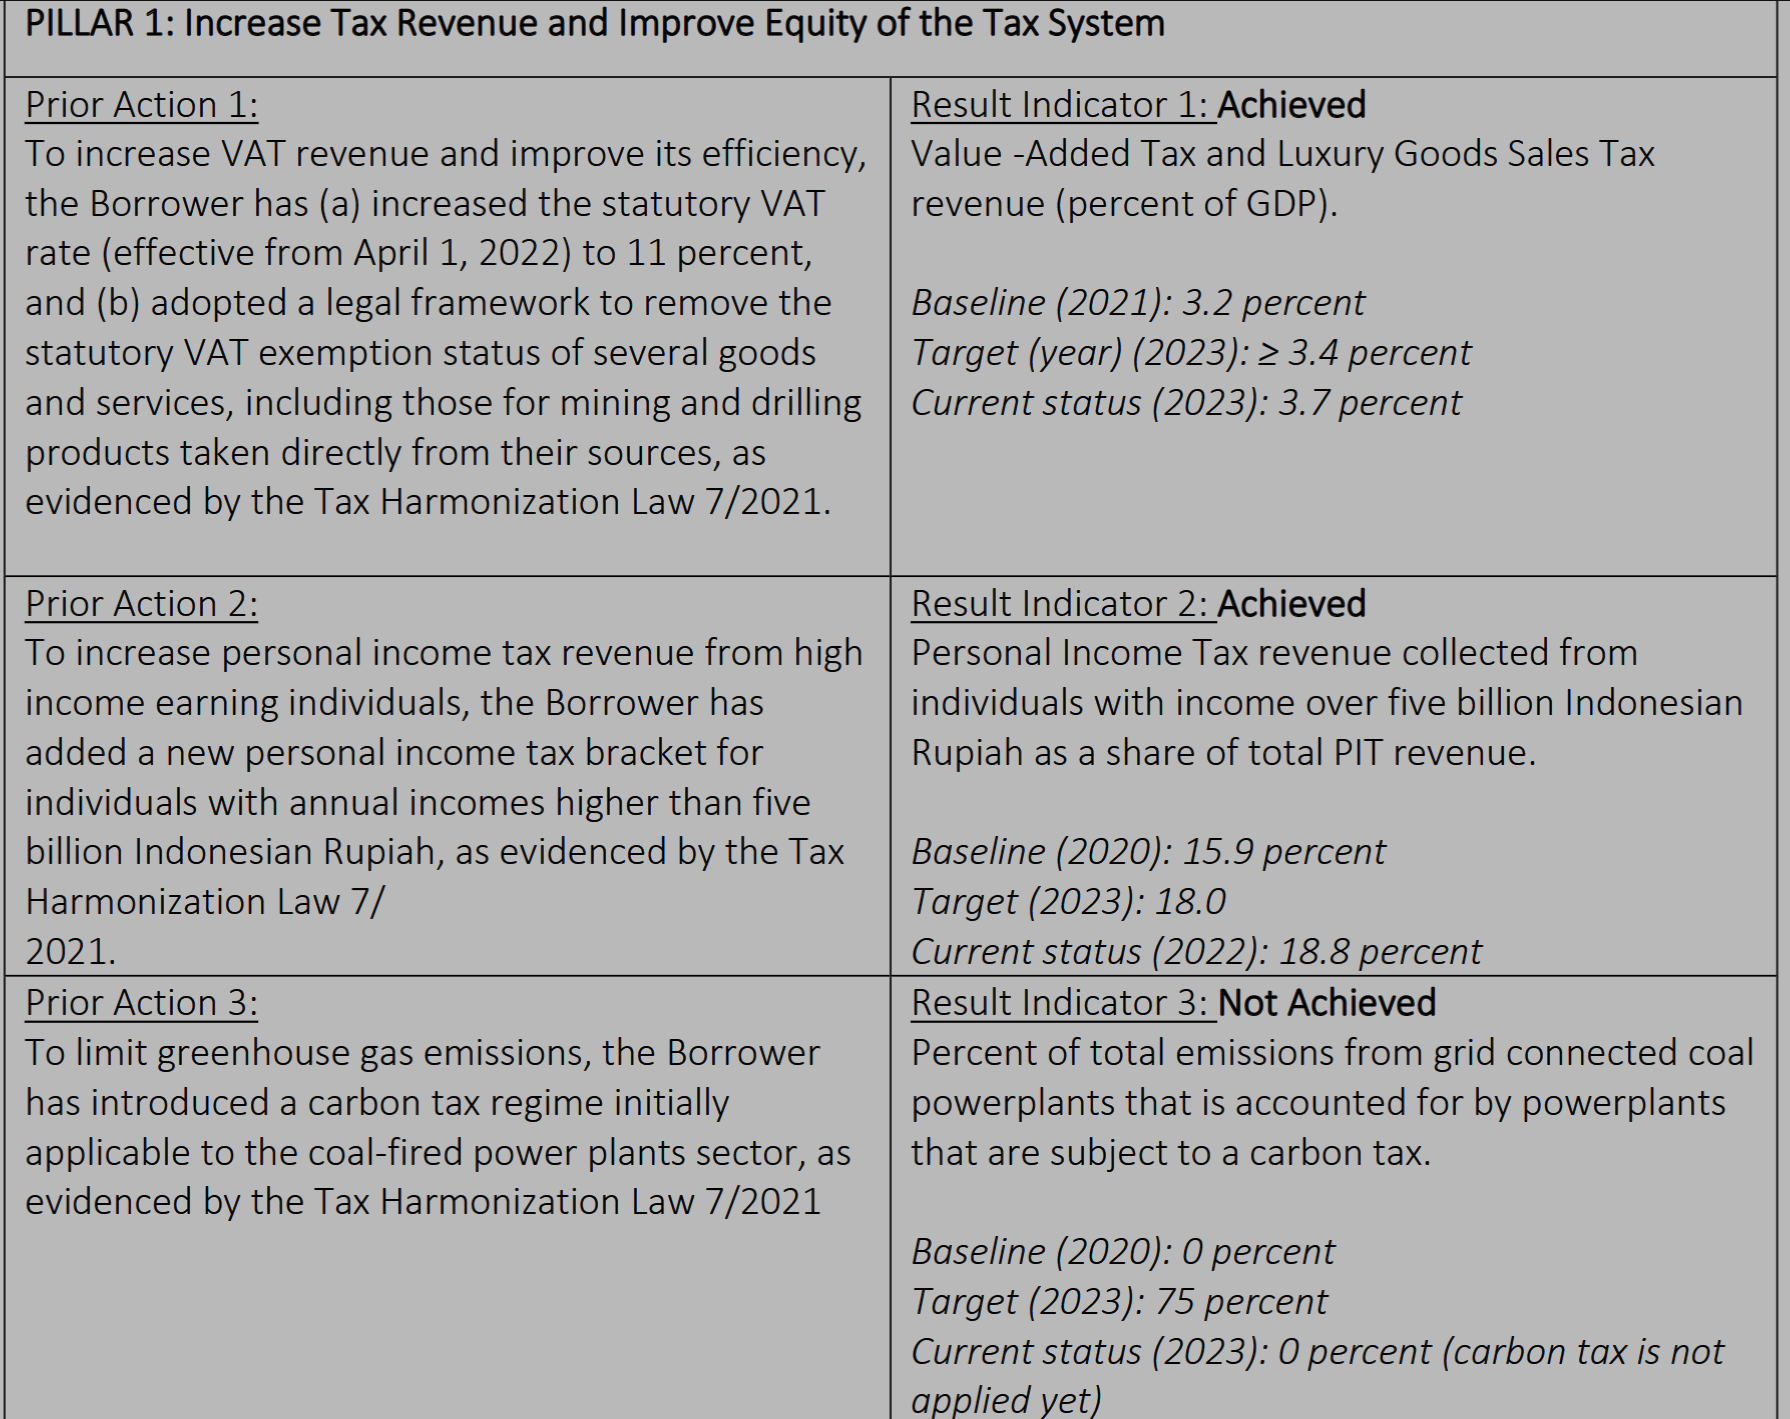 PILLAR 1: Increase Tax Revenue and Improve Equity of the Tax System
Prior Action 1:
To increase VAT revenue and improve its efficiency,
the Borrower has (a) increased the statutory VAT
rate (effective from April 1, 2022) to 11 percent,
and (b) adopted a legal framework to remove the
statutory VAT exemption status of several goods
and services, including those for mining and drilling
products taken directly from their sources, as
evidenced by the Tax Harmonization Law 7/2021.
Result Indicator 1: Achieved
Value -Added Tax and Luxury Goods Sales Tax
revenue (percent of GDP).
Baseline (2021): 3.2 percent
Target (year) (2023): ≥ 3.4 percent
Current status (2023): 3.7 percent
Prior Action 2:
To increase personal income tax revenue from high
income earning individuals, the Borrower has
added a new personal income tax bracket for
individuals with annual incomes higher than five
billion Indonesian Rupiah, as evidenced by the Tax
Harmonization Law 7/
2021.
Result Indicator 2: Achieved
Personal Income Tax revenue collected from
individuals with income over five billion Indonesian
Rupiah as a share of total PIT revenue.
Baseline (2020): 15.9 percent
Target (2023): 18.0
Current status (2022): 18.8 percent
Prior Action 3:
To limit greenhouse gas emissions, the Borrower
has introduced a carbon tax regime initially
applicable to the coal-fired power plants sector, as
evidenced by the Tax Harmonization Law 7/2021
Result Indicator 3: Not Achieved
Percent of total emissions from grid connected coal
powerplants that is accounted for by powerplants
that are subject to a carbon tax.
Baseline (2020): 0 percent
Target (2023): 75 percent
Current status (2023): 0 percent (carbon tax is not
applied yet)